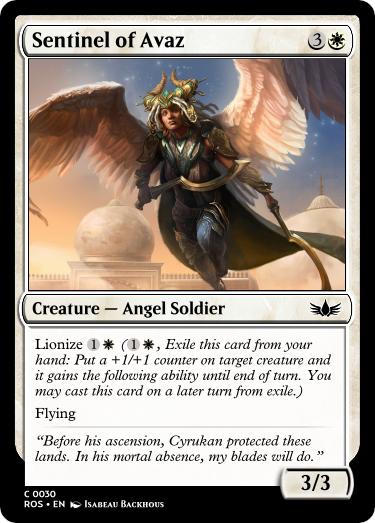 Sentinel of Avaz 3
Creature — Angel Soldier
Lionize 1 (1, Exile this card from your
hand: Put a +1/+1 counter on target creature and
it gains the following ability until end of turn. You
may cast this card on a later turn from exile.)
Flying
“Before his ascension, Cyrukan protected these
lands. In his mortal absence, my blades will do.”
3/3
C 0030
ROS • EN Isabeau Backhous